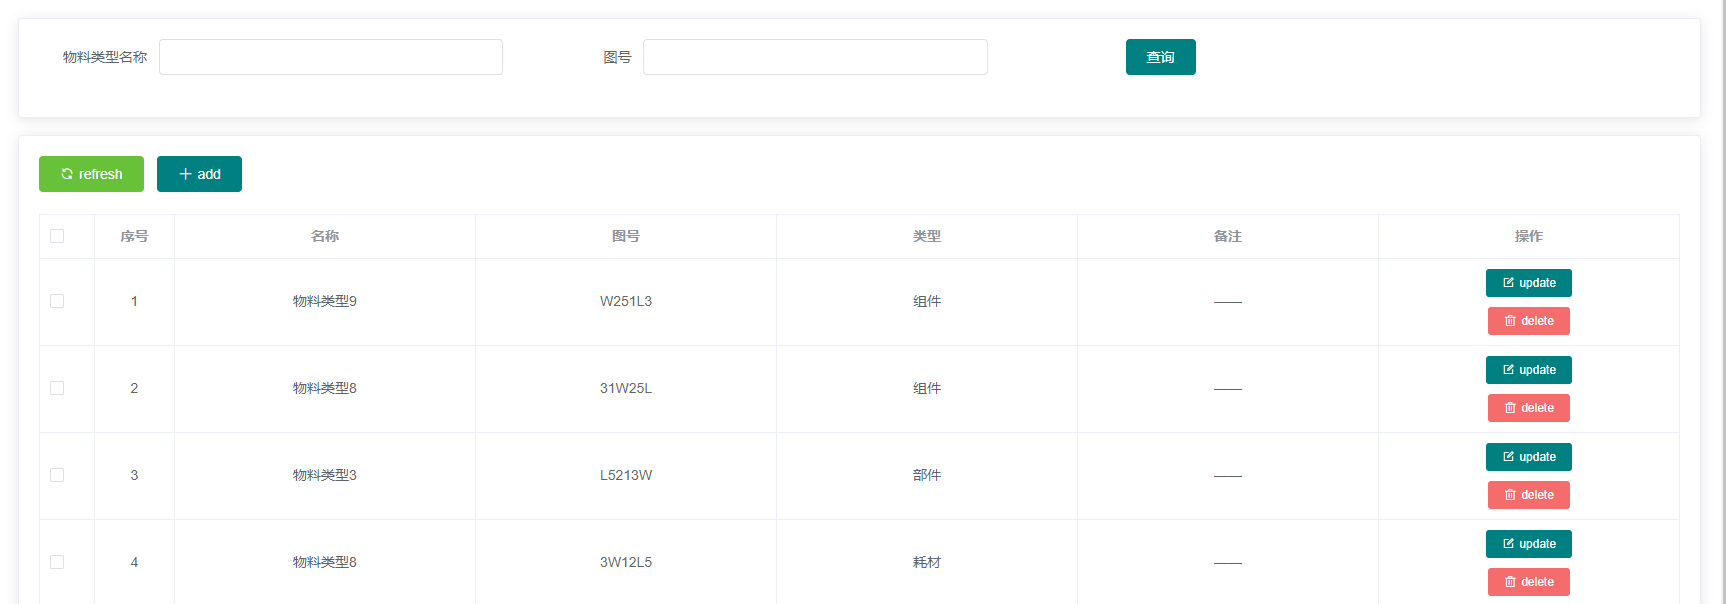 物料类型名称 图号 查询
refresh add
序号 名称 图号 类型 备注 操作
1 物料类型9 W251L3 组件 —— update
delete
2 物料类型8 31W25L 组件 —— update
delete
3 物料类型3 L5213W 部件 —— update
delete
4 物料类型8 3W12L5 耗材 —— update
delete